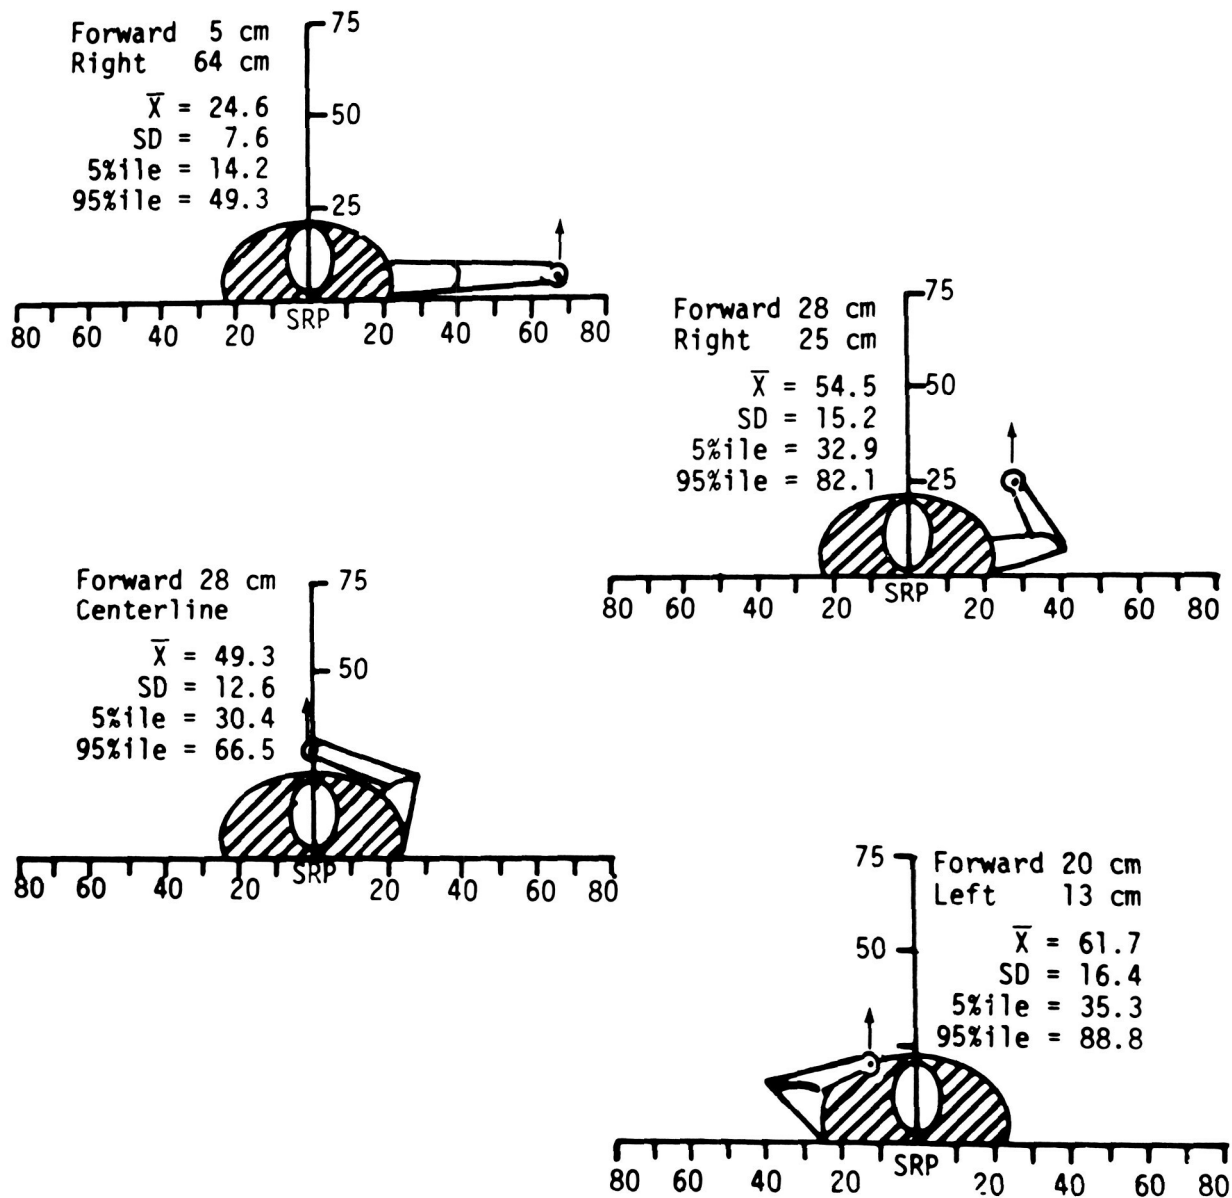 Forward 5 cm
Right 64 cm
X̅ = 24.6
SD = 7.6
5%ile = 14.2
95%ile = 49.3
75
50
25
SRP
80 60 40 20 20 40 60 80
Forward 28 cm
Right 25 cm
X̅ = 54.5
SD = 15.2
5%ile = 32.9
95%ile = 82.1
75
50
25
SRP
80 60 40 20 20 40 60 80
Forward 28 cm
Centerline
X̅ = 49.3
SD = 12.6
5%ile = 30.4
95%ile = 66.5
75
50
SRP
80 60 40 20 20 40 60 80
Forward 20 cm
Left 13 cm
X̅ = 61.7
SD = 16.4
5%ile = 35.3
95%ile = 88.8
75
50
SRP
80 60 40 20 20 40 60 80